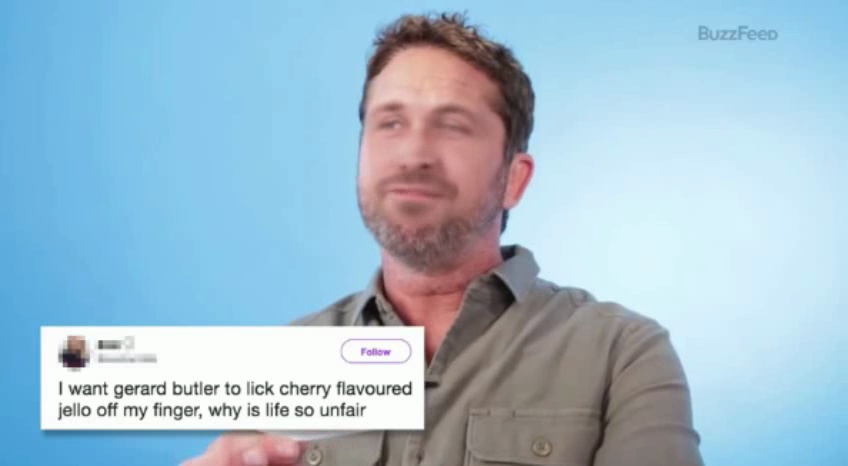 BuzzFeed
Follow
I want gerard butler to lick cherry flavoured
jello off my finger, why is life so unfair